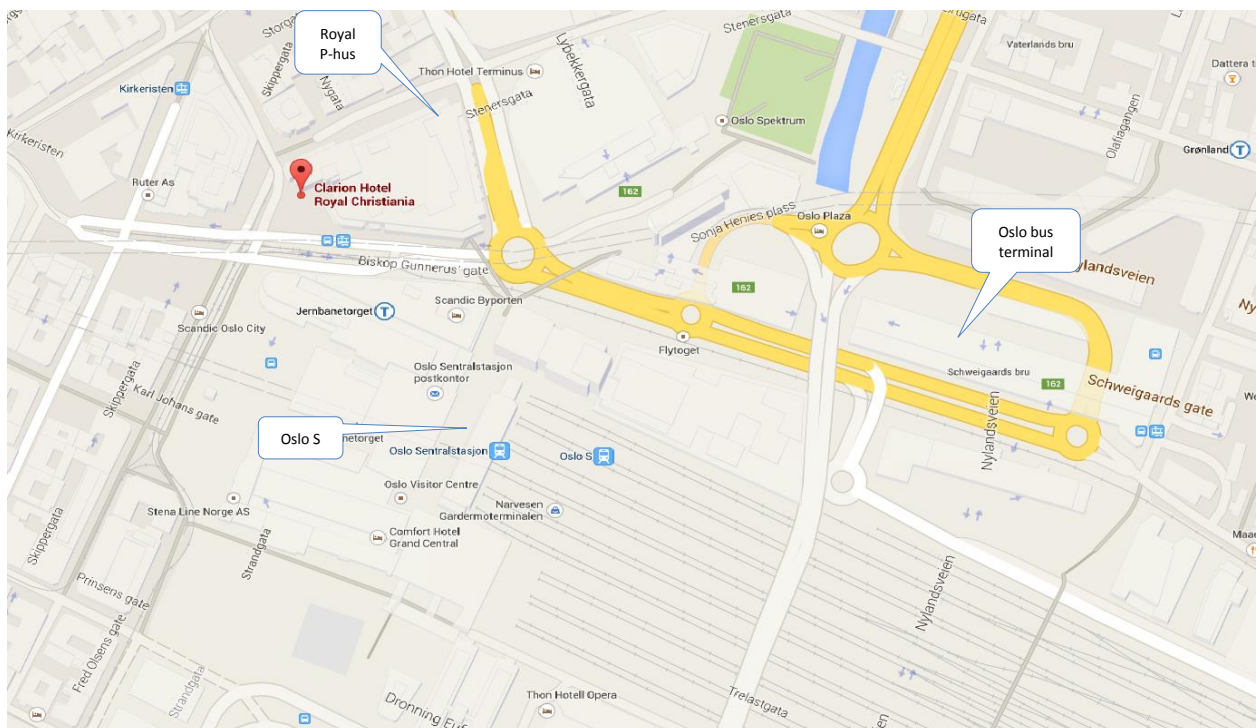 Storgata
Stenersgata
Vaterlands bru
Skippergata
Royal
P-hus
Nygata
Thon Hotel Terminus
Lybekkergata
Kirkeristen
Stenersgata
Oslo Spektrum
Olafiagangen
Grønland
Kirkeristen
Ruter As
Clarion Hotel
Royal Christiania
162
Sonja Henies plass
Oslo Plaza
Oslo bus
terminal
Nylandsveien
Biskop Gunnerus' gate
162
Jernbanetorget
Scandic Byporten
Scandic Oslo City
Flytoget
Skippergata
Karl Johans gate
Oslo Sentralstasjon
postkontor
Schweigaards bru
162
Schweigaards gate
Nylandsveien
Oslo S
Oslo Sentralstasjon
Oslo S
Oslo Visitor Centre
Stena Line Norge AS
Narvesen
Gardermoterminalen
Comfort Hotel
Grand Central
Skippergata
Strandgata
Prinsens gate
Fred Olsens gate
Strandgata
Nylandsveien
Thon Hotell Opera
Trelastgata